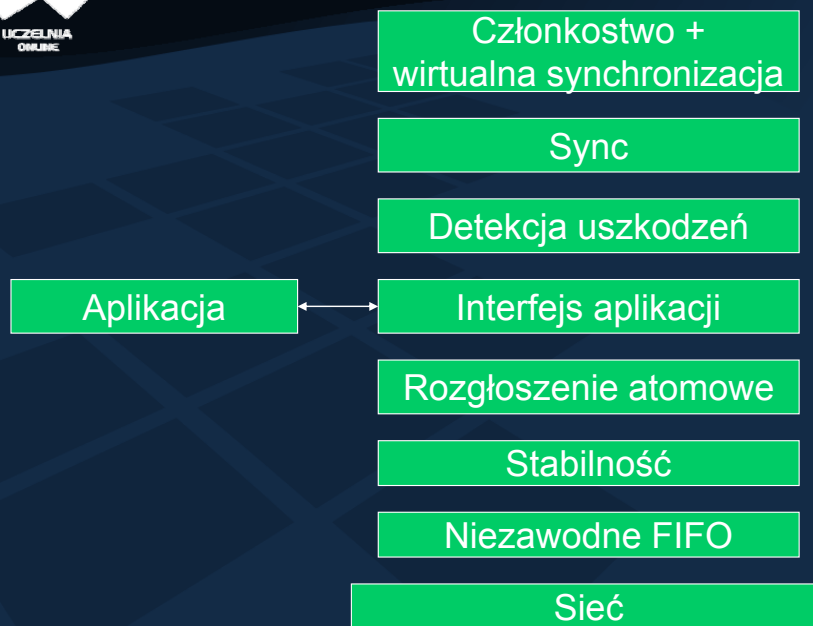 UCZELNIA
ONLINE
Członkostwo +
wirtualna synchronizacja
Sync
Detekcja uszkodzeń
Aplikacja
Interfejs aplikacji
Rozgłoszenie atomowe
Stabilność
Niezawodne FIFO
Sieć